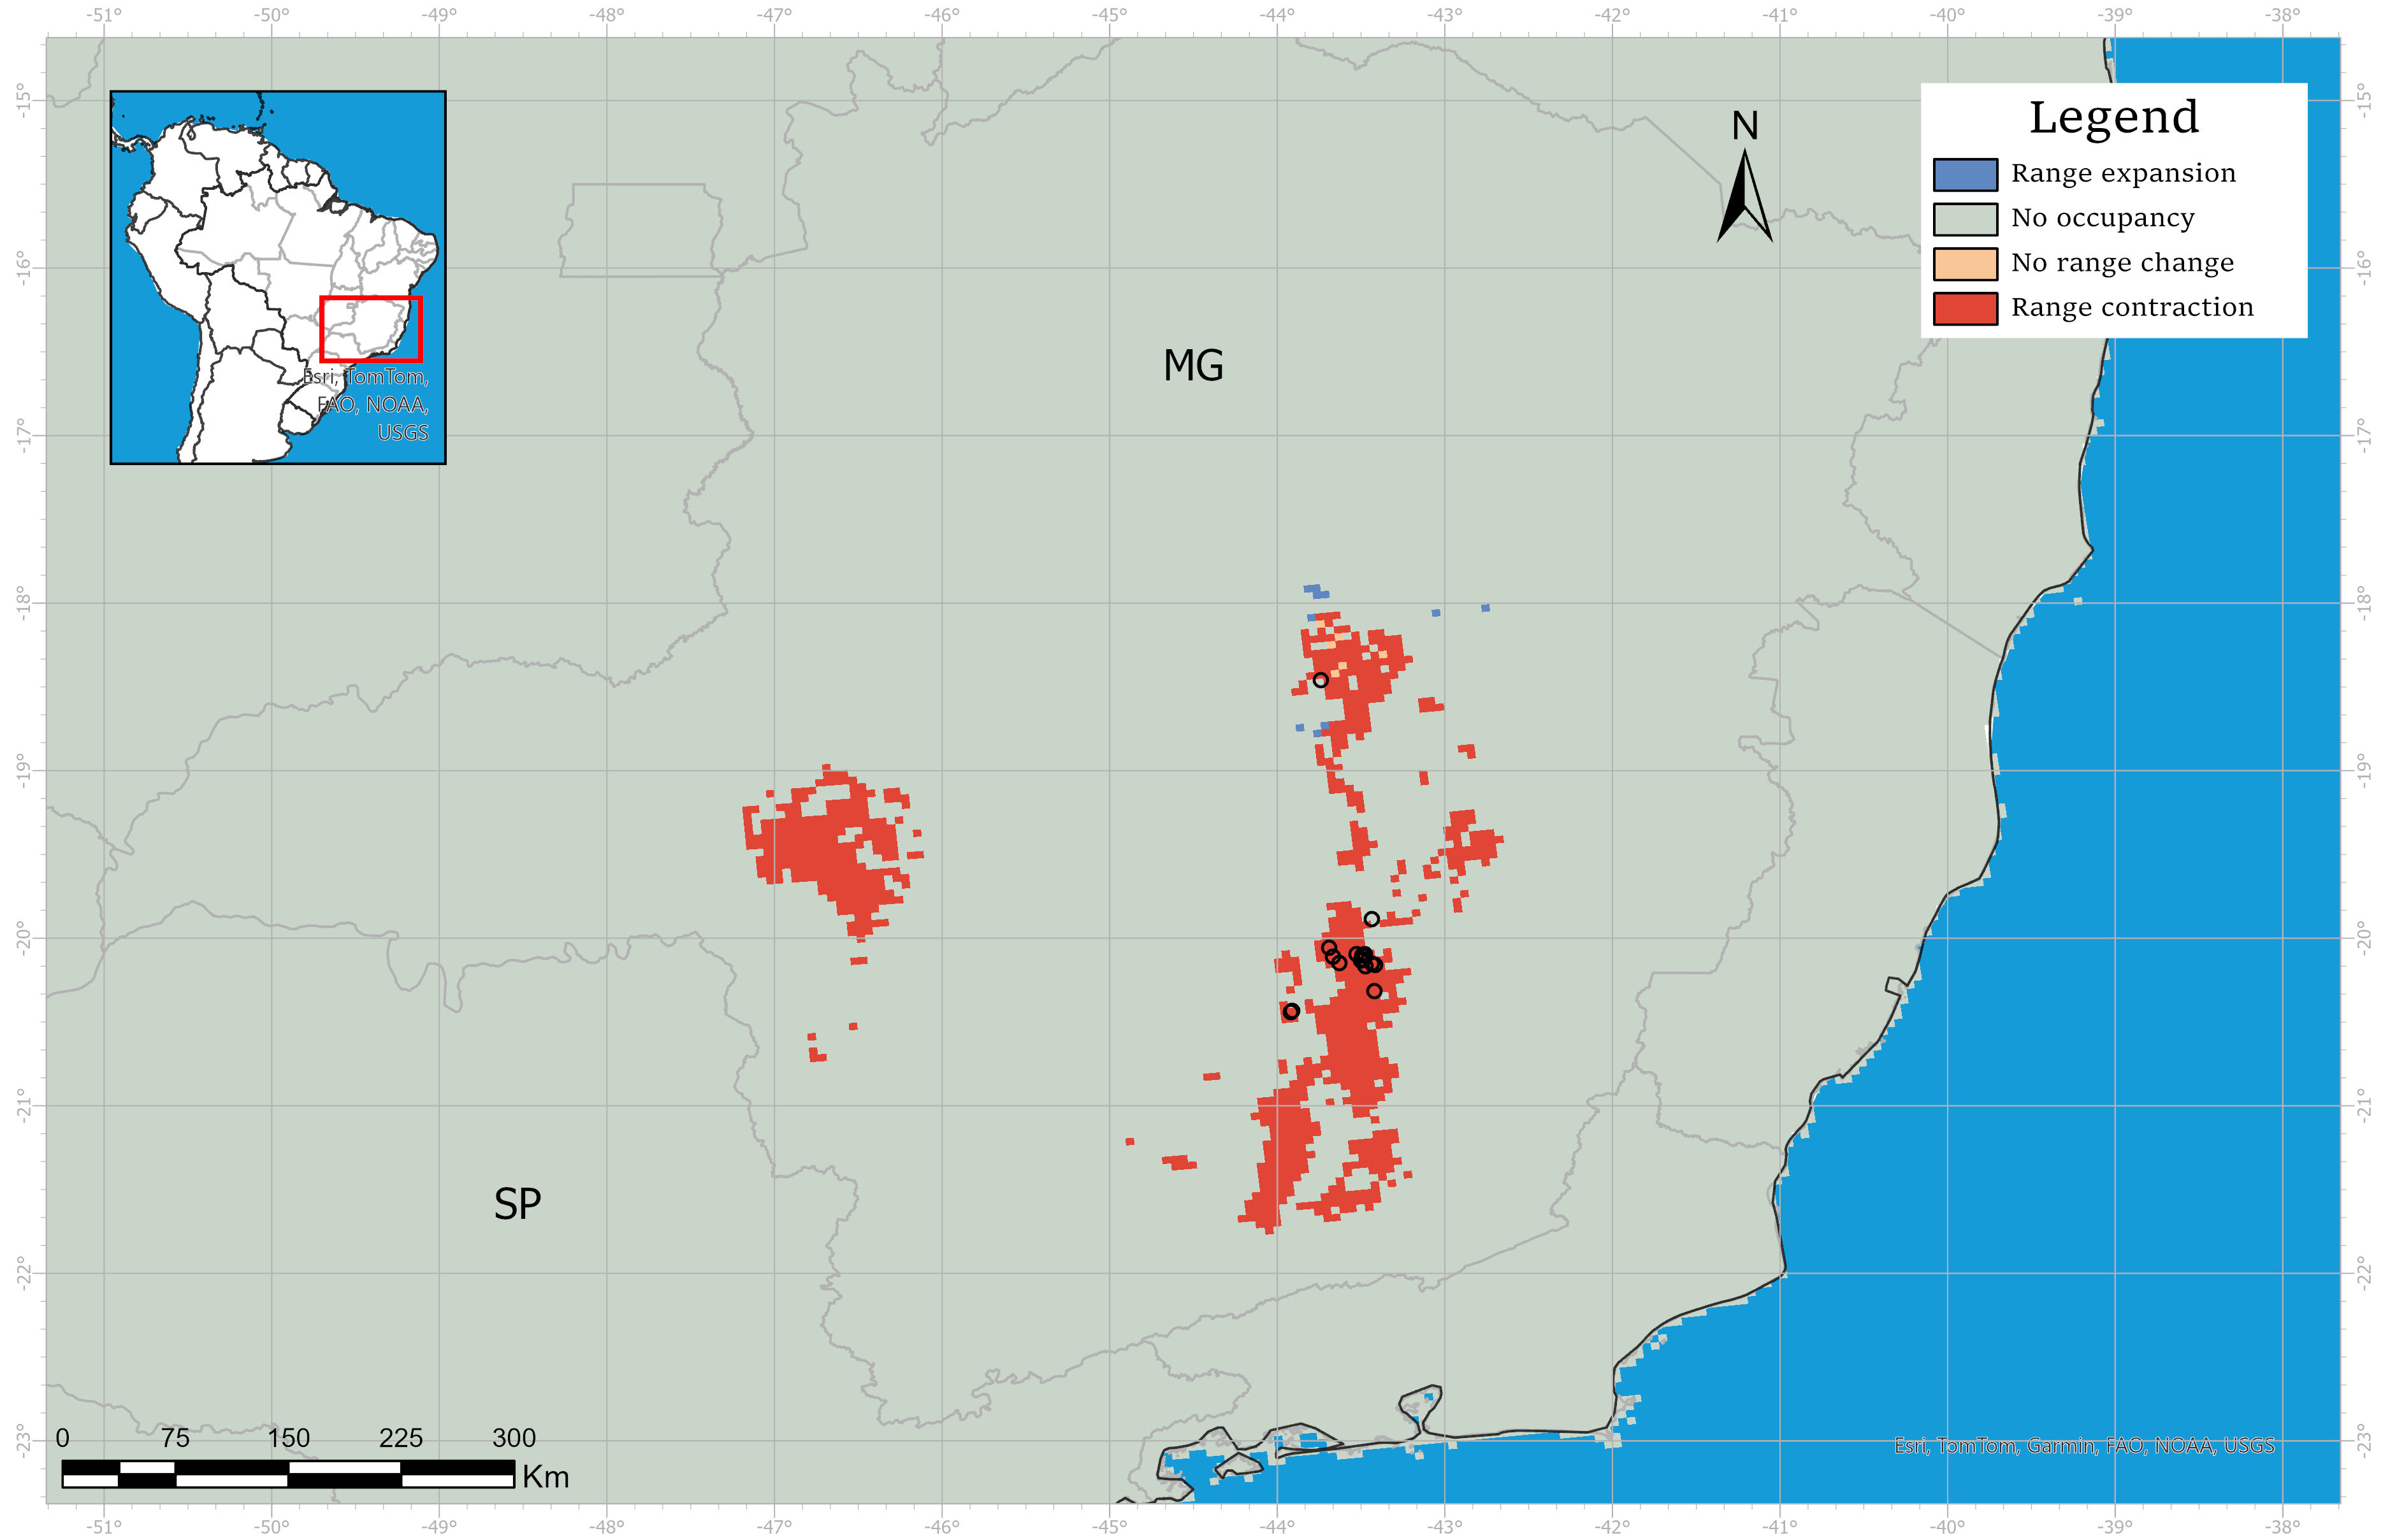 -51° -50° -49° -48° -47° -46° -45° -44° -43° -42° -41° -40° -39° -38°
-15° -15°
-16° -16°
-17° -17°
-18° -18°
-19° -19°
-20° -20°
-21° -21°
-22° -22°
-23° -23°
Esri, TomTom,
FAO, NOAA,
USGS
N
Legend
Range expansion
No occupancy
No range change
Range contraction
MG
SP
0 75 150 225 300
Km
Esri, TomTom, Garmin, FAO, NOAA, USGS
-51° -50° -49° -48° -47° -46° -45° -44° -43° -42° -41° -40° -39° -38°